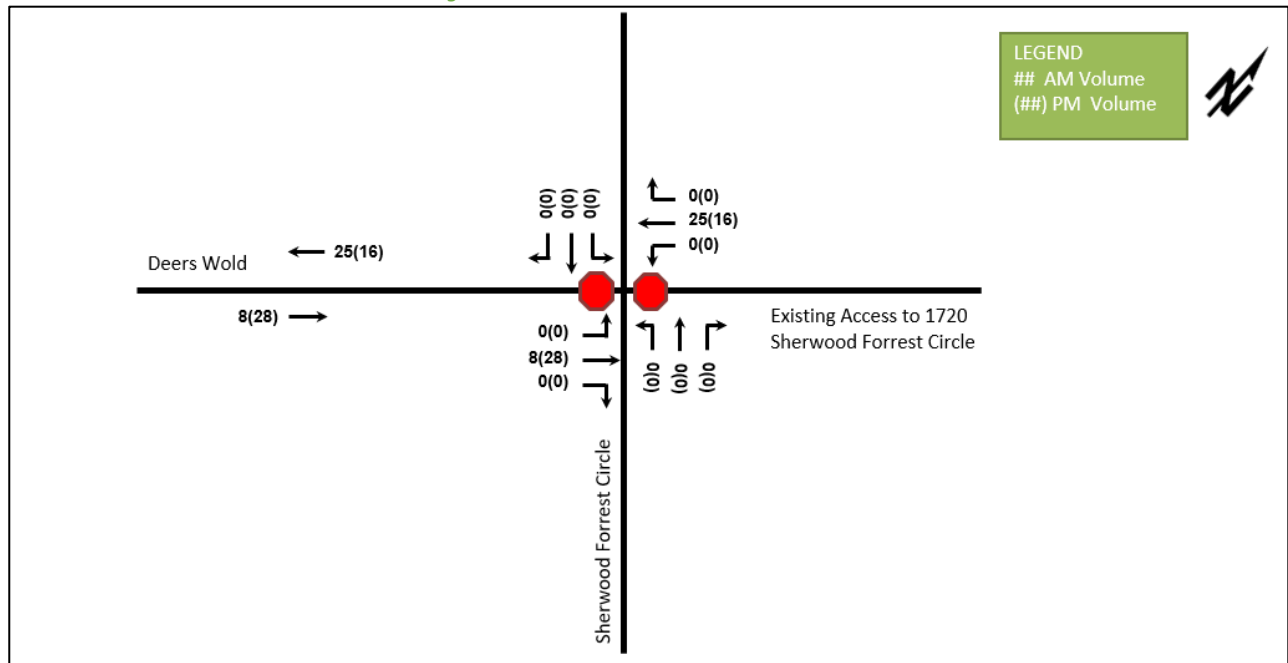 LEGEND
## AM Volume
(##) PM Volume
0(0)
0(0)
0(0)
0(0)
25(16)
0(0)
25(16)
Deers Wold
8(28)
0(0)
8(28)
0(0)
0(0)
0(0)
0(0)
Existing Access to 1720
Sherwood Forrest Circle
Sherwood Forrest Circle